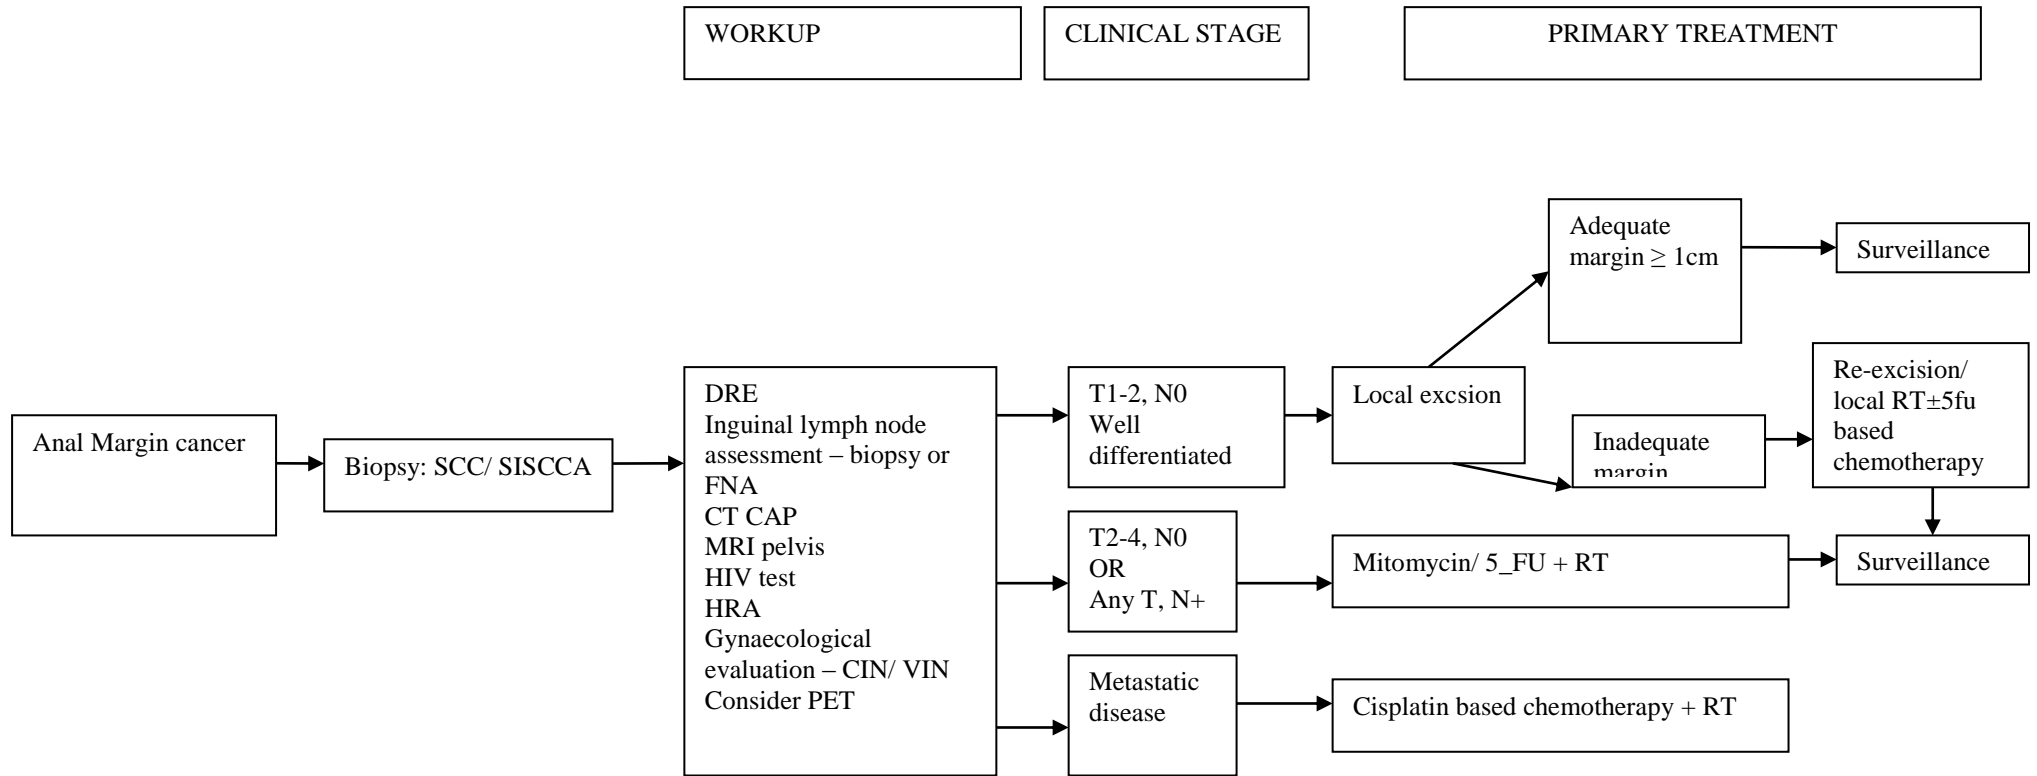 WORKUP
CLINICAL STAGE
PRIMARY TREATMENT
Anal Margin cancer
Biopsy: SCC/ SISCCA
DRE
Inguinal lymph node
assessment – biopsy or
FNA
CT CAP
MRI pelvis
HIV test
HRA
Gynaecological
evaluation – CIN/ VIN
Consider PET
T1-2, N0
Well
differentiated
Local excsion
Adequate
margin ≥ 1cm
Surveillance
Inadequate
margin
Re-excision/
local RT±5fu
based
chemotherapy
T2-4, N0
OR
Any T, N+
Mitomycin/ 5_FU + RT
Surveillance
Metastatic
disease
Cisplatin based chemotherapy + RT